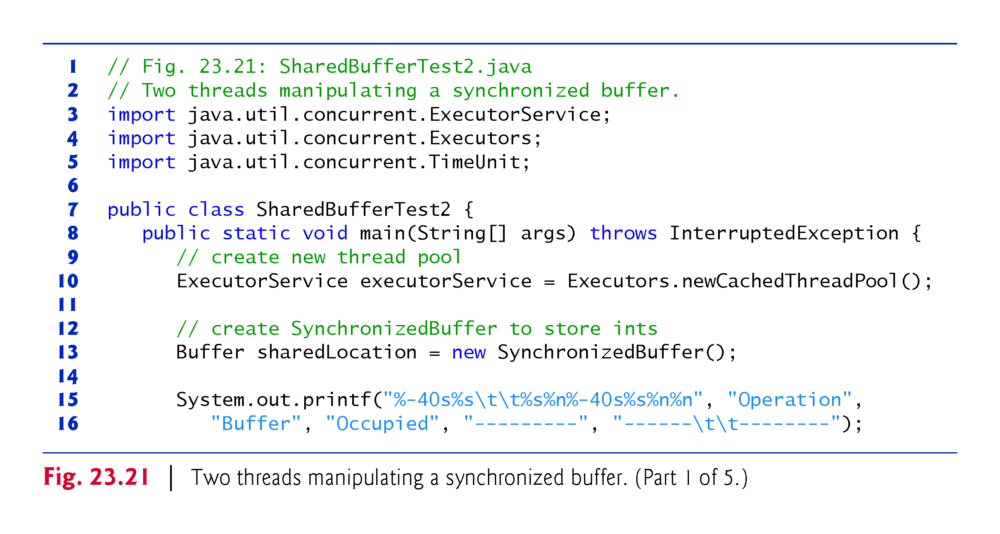 1 // Fig. 23.21: SharedBufferTest2.java
2 // Two threads manipulating a synchronized buffer.
3 import java.util.concurrent.ExecutorService;
4 import java.util.concurrent.Executors;
5 import java.util.concurrent.TimeUnit;
6
7 public class SharedBufferTest2 {
8    public static void main(String[] args) throws InterruptedException {
9       // create new thread pool
10       ExecutorService executorService = Executors.newCachedThreadPool();
11
12       // create SynchronizedBuffer to store ints
13       Buffer sharedLocation = new SynchronizedBuffer();
14
15       System.out.printf("%-40s%s\t\t%s%n%-40s%s%n%n", "Operation",
16          "Buffer", "Occupied", "---------", "------\t\t--------");
Fig. 23.21 | Two threads manipulating a synchronized buffer. (Part 1 of 5.)